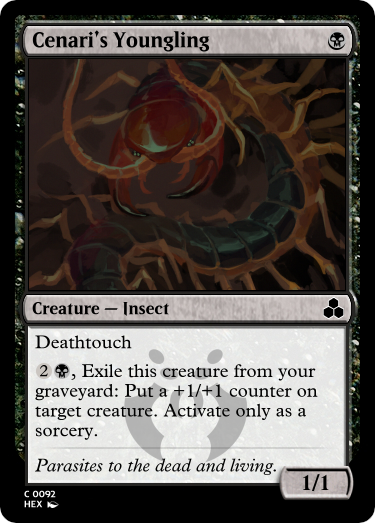 Cenari's Youngling
Creature — Insect
Deathtouch
2, Exile this creature from your
graveyard: Put a +1/+1 counter on
target creature. Activate only as a
sorcery.
Parasites to the dead and living.
1/1
C 0092
HEX